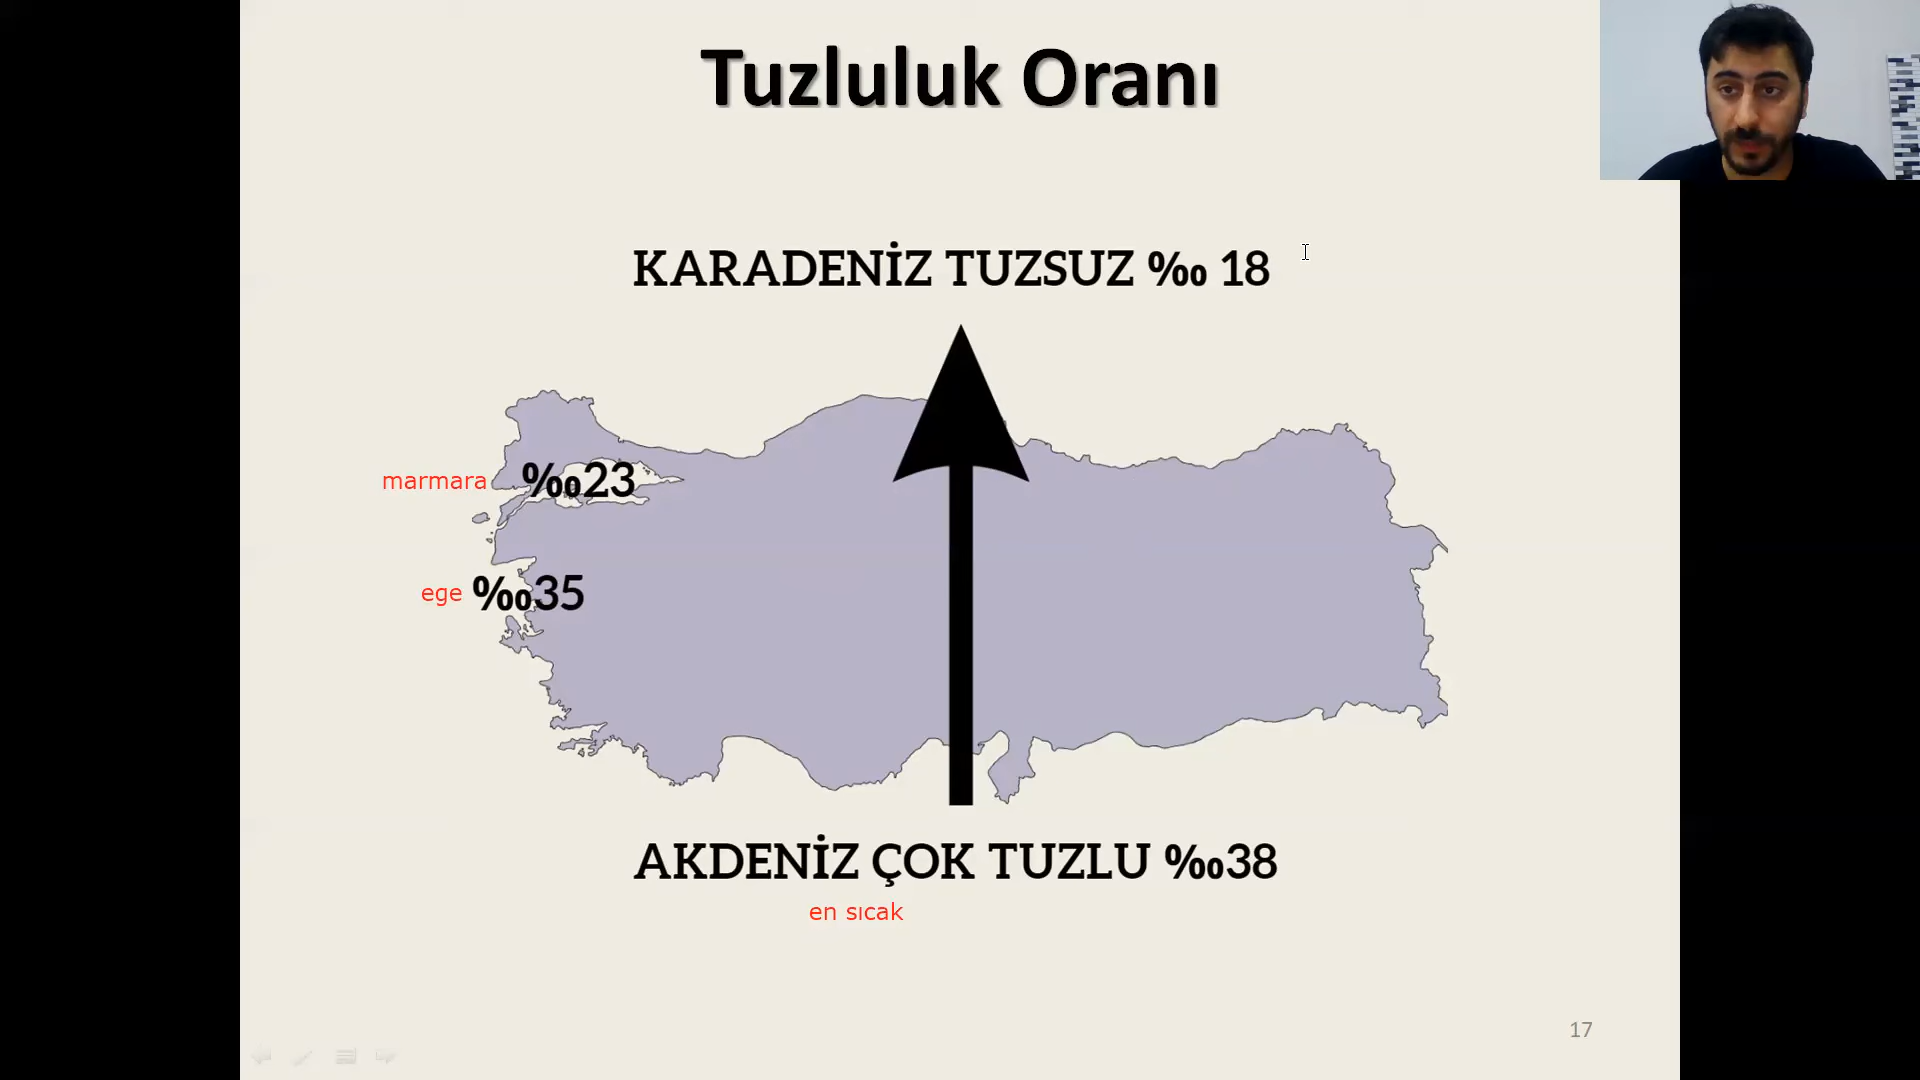 Tuzluluk Oranı
KARADENİZ TUZSUZ ‰ 18
marmara ‰23
ege ‰35
AKDENİZ ÇOK TUZLU ‰38
en sıcak
17